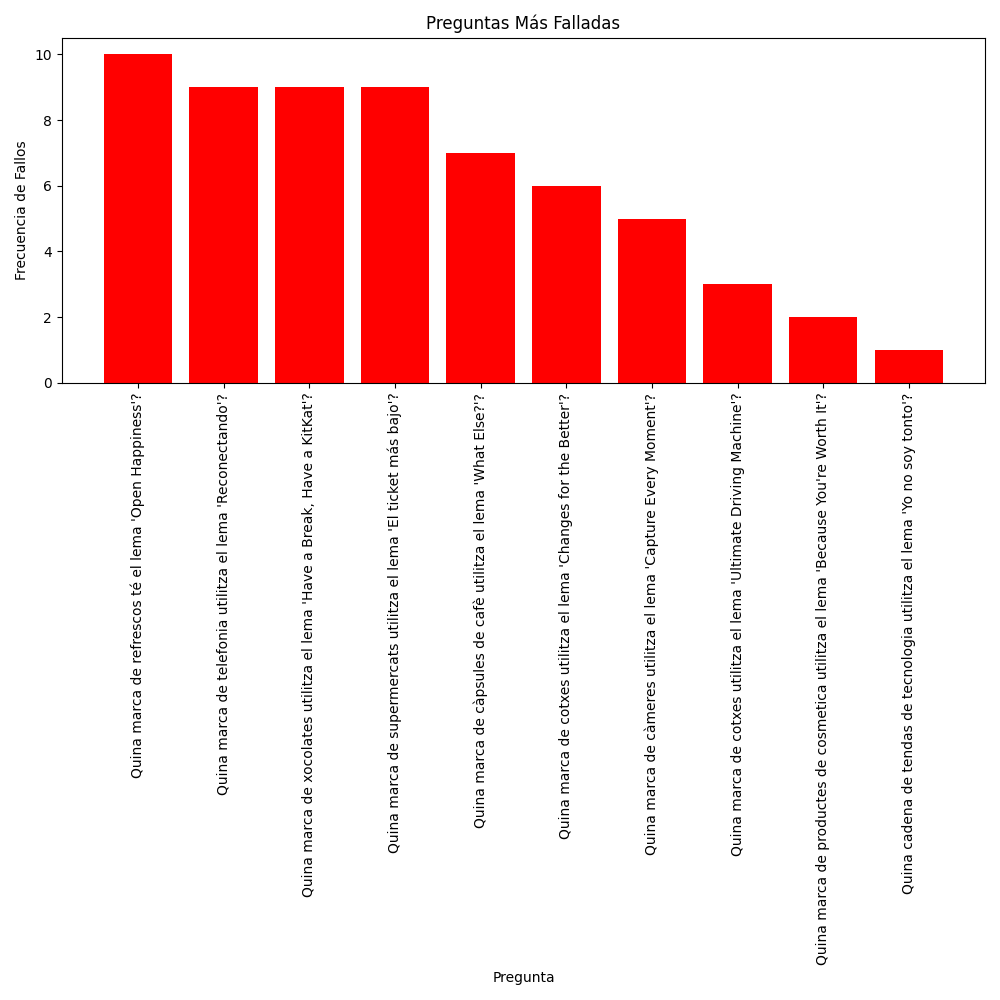 Preguntas Más Falladas
Frecuencia de Fallos
10
8
6
4
2
0
Quina marca de refrescos té el lema 'Open Happiness'?
Quina marca de telefonia utilitza el lema 'Reconectando'?
Quina marca de xocolates utilitza el lema 'Have a Break, Have a KitKat'?
Quina marca de supermercats utilitza el lema 'El ticket más bajo'?
Quina marca de càpsules de cafè utilitza el lema 'What Else?'?
Quina marca de cotxes utilitza el lema 'Changes for the Better'?
Quina marca de càmeres utilitza el lema 'Capture Every Moment'?
Quina marca de cotxes utilitza el lema 'Ultimate Driving Machine'?
Quina marca de productes de cosmetica utilitza el lema 'Because You're Worth It'?
Quina cadena de tendas de tecnologia utilitza el lema 'Yo no soy tonto'?
Pregunta